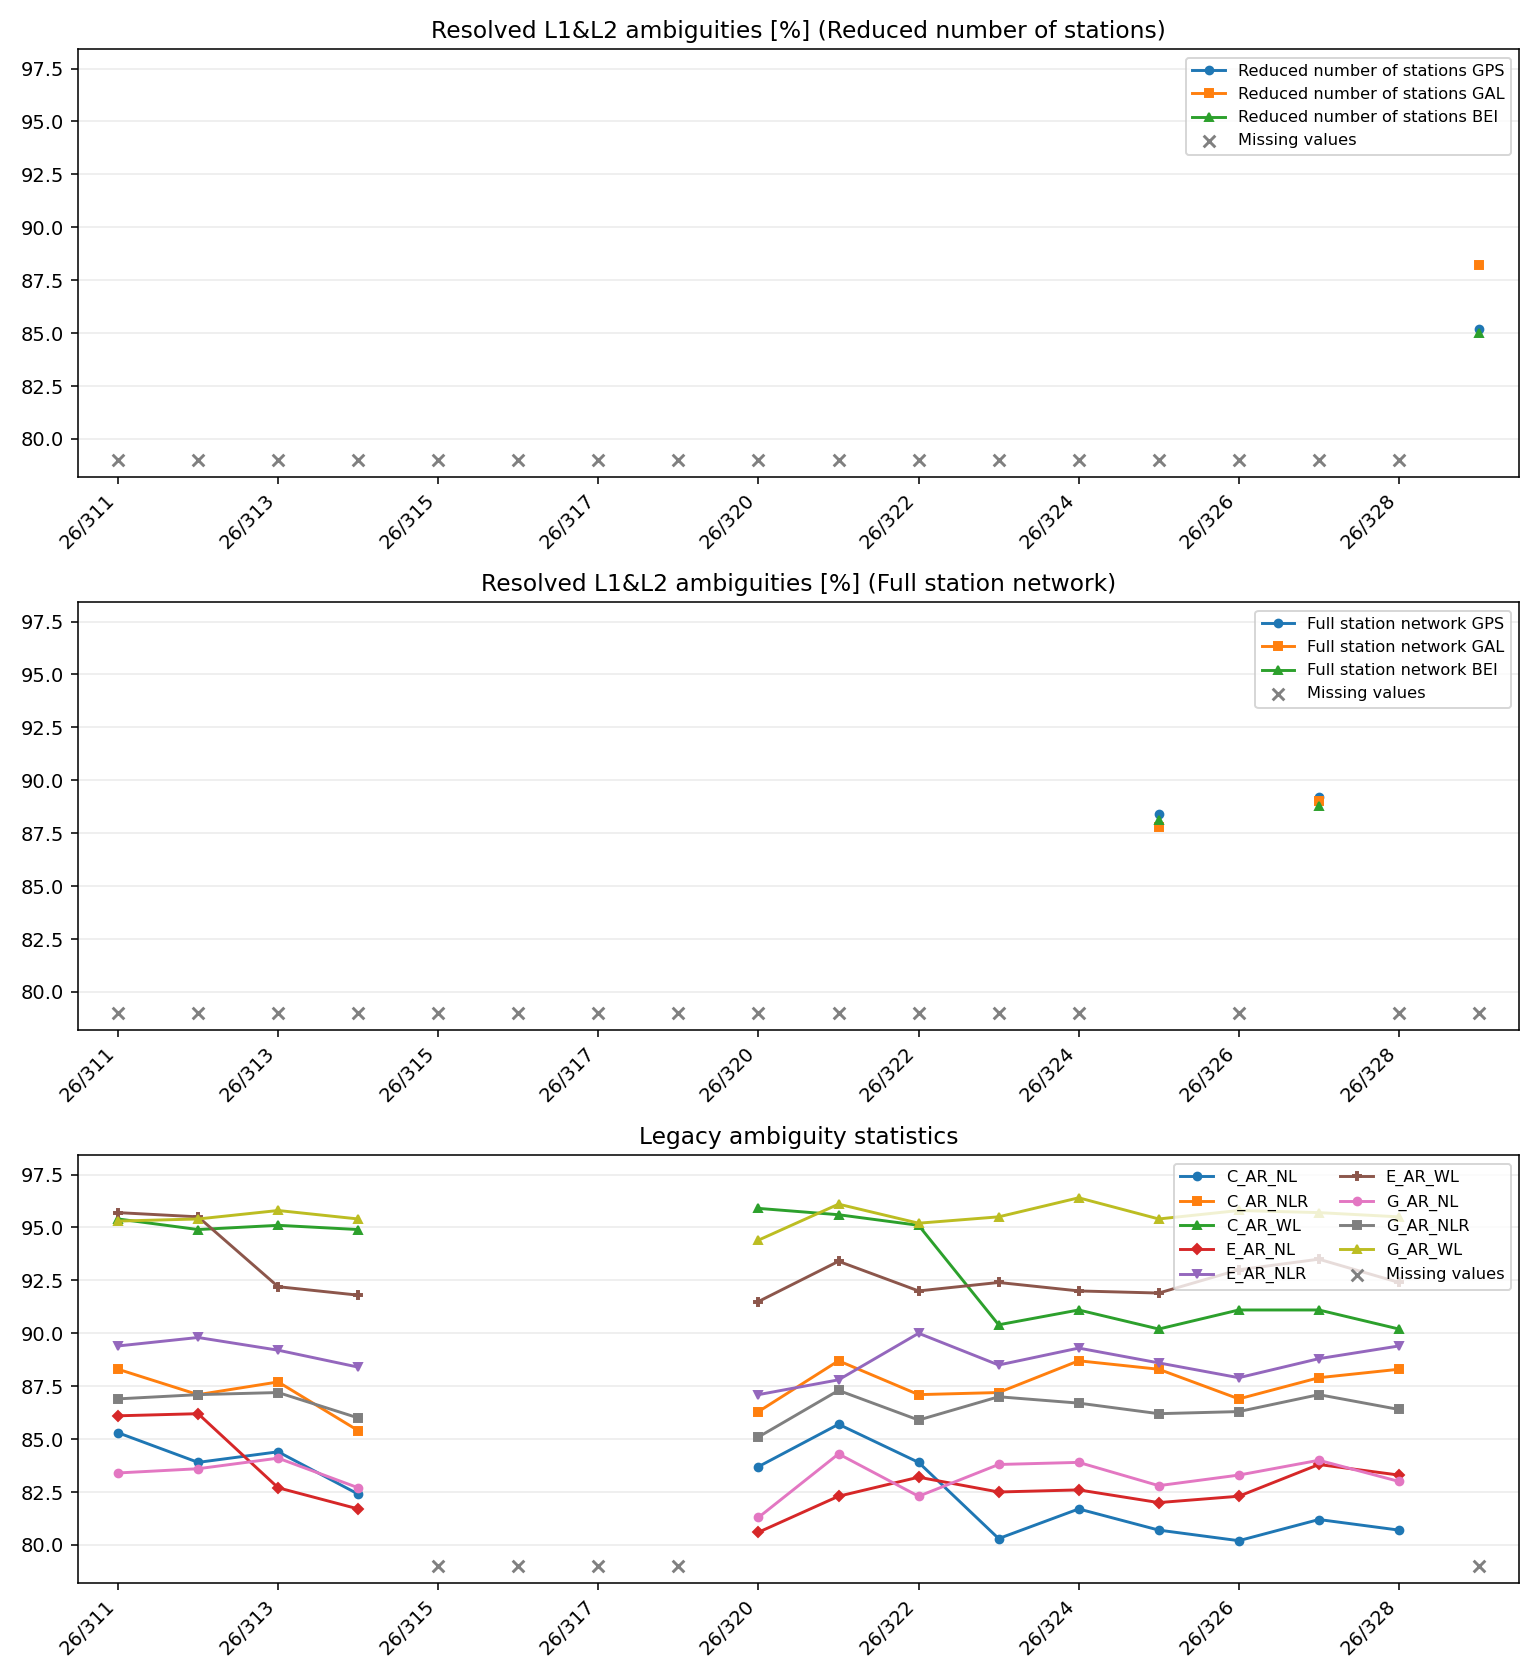 Resolved L1&L2 ambiguities [%] (Reduced number of stations)
97.5
95.0
92.5
90.0
87.5
85.0
82.5
80.0
Reduced number of stations GPS
Reduced number of stations GAL
Reduced number of stations BEI
Missing values
26/311
26/313
26/315
26/317
26/320
26/322
26/324
26/326
26/328
Resolved L1&L2 ambiguities [%] (Full station network)
97.5
95.0
92.5
90.0
87.5
85.0
82.5
80.0
Full station network GPS
Full station network GAL
Full station network BEI
Missing values
26/311
26/313
26/315
26/317
26/320
26/322
26/324
26/326
26/328
Legacy ambiguity statistics
97.5
95.0
92.5
90.0
87.5
85.0
82.5
80.0
C_AR_NL
C_AR_NLR
C_AR_WL
E_AR_NL
E_AR_NLR
E_AR_WL
G_AR_NL
G_AR_NLR
G_AR_WL
Missing values
26/311
26/313
26/315
26/317
26/320
26/322
26/324
26/326
26/328